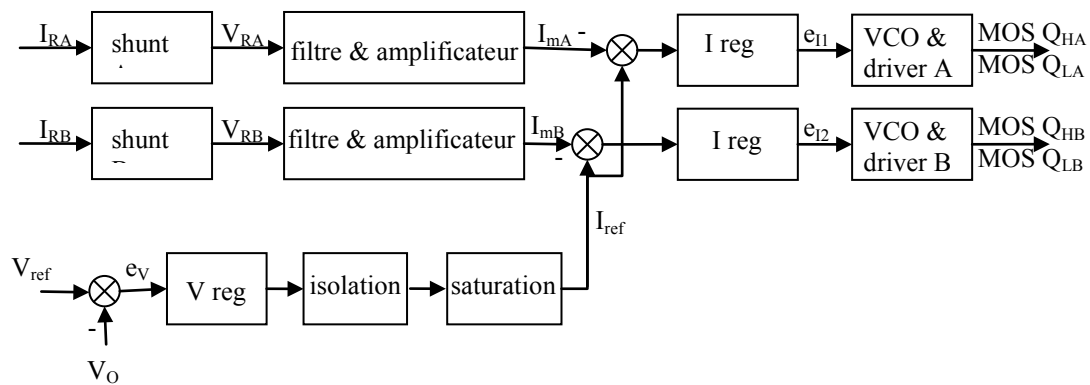 I_RA
shunt
V_RA
filtre & amplificateur
I_mA -
I reg
e_I1
VCO &
driver A
MOS Q_HA
MOS Q_LA
I_RB
shunt
V_RB
filtre & amplificateur
I_mB
-
I reg
e_I2
VCO &
driver B
MOS Q_HB
MOS Q_LB
I_ref
V_ref
e_V
V reg
isolation
saturation
-
V_O